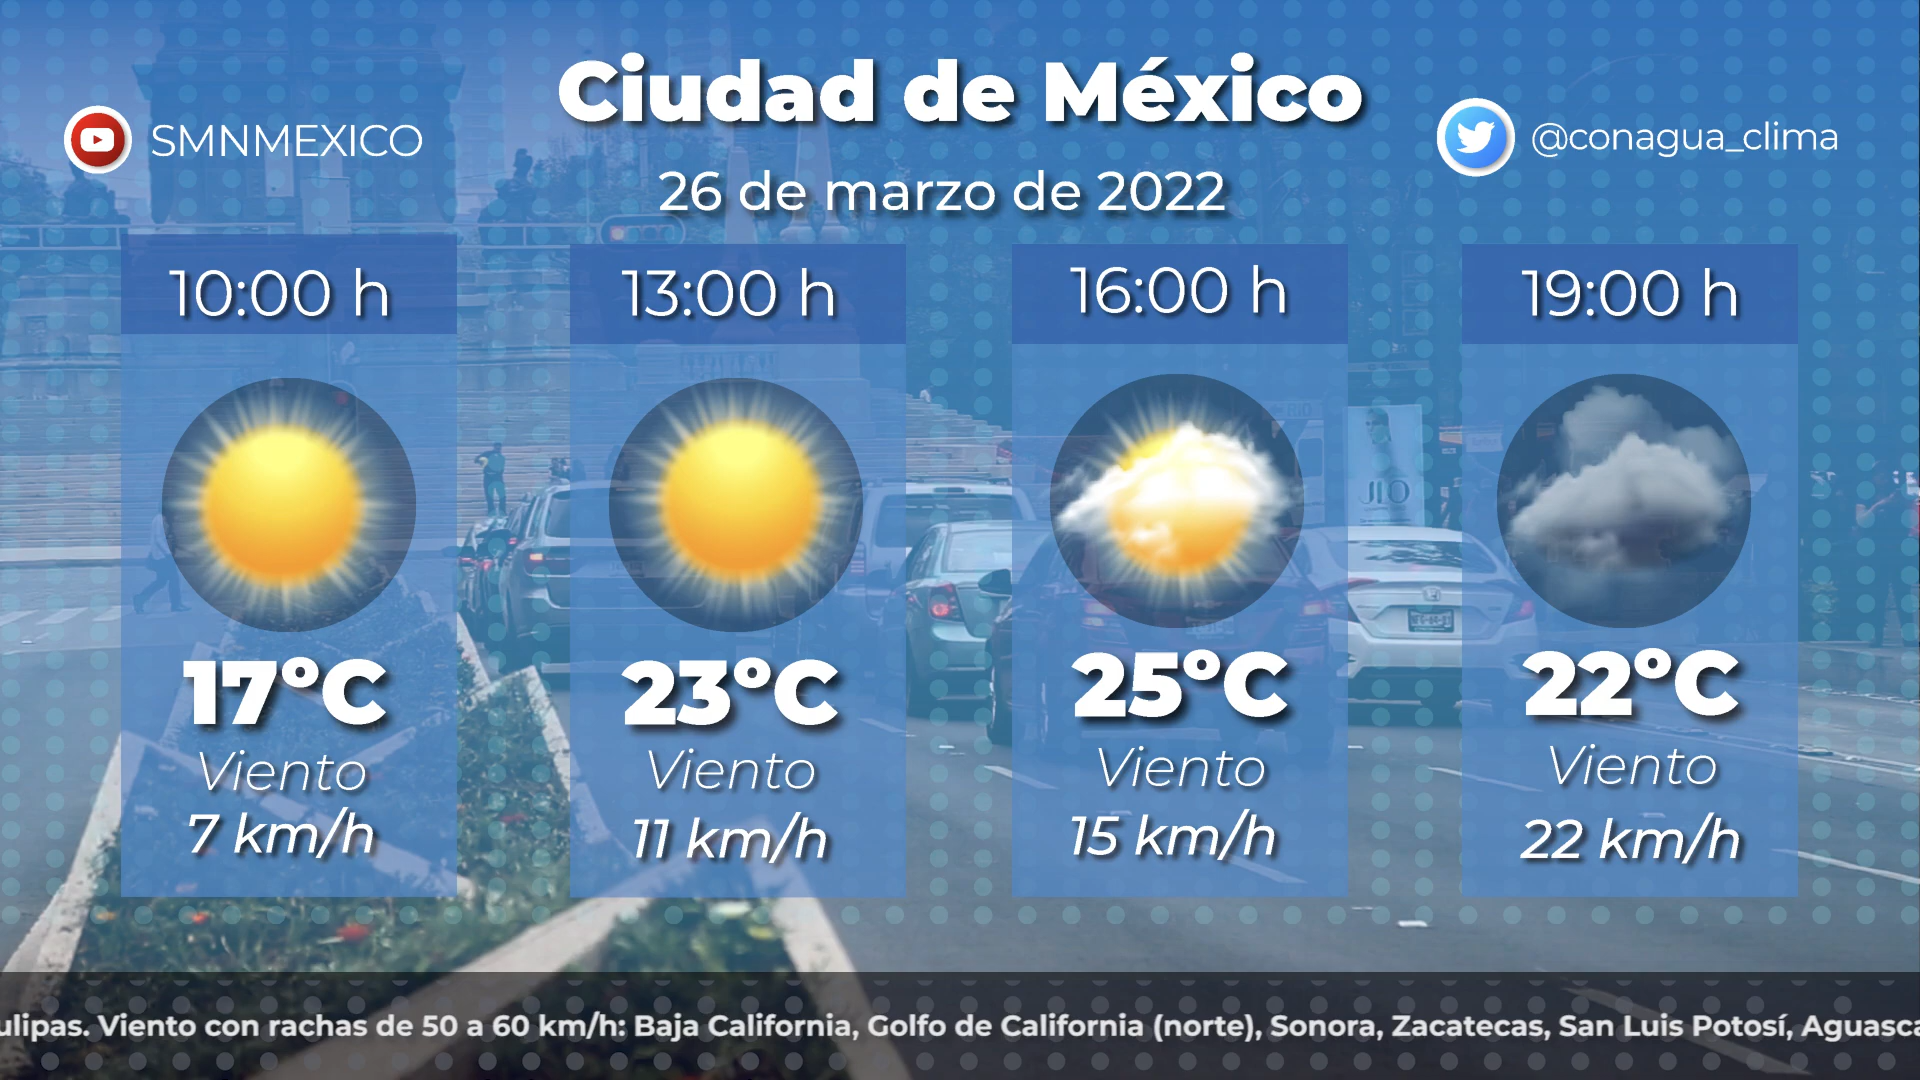 Ciudad de México
SMNMEXICO
@conagua_clima
26 de marzo de 2022
10:00 h
17°C
Viento
7 km/h
13:00 h
23°C
Viento
11 km/h
16:00 h
25°C
Viento
15 km/h
19:00 h
22°C
Viento
22 km/h
ulipas. Viento con rachas de 50 a 60 km/h: Baja California, Golfo de California (norte), Sonora, Zacatecas, San Luis Potosí, Aguasca